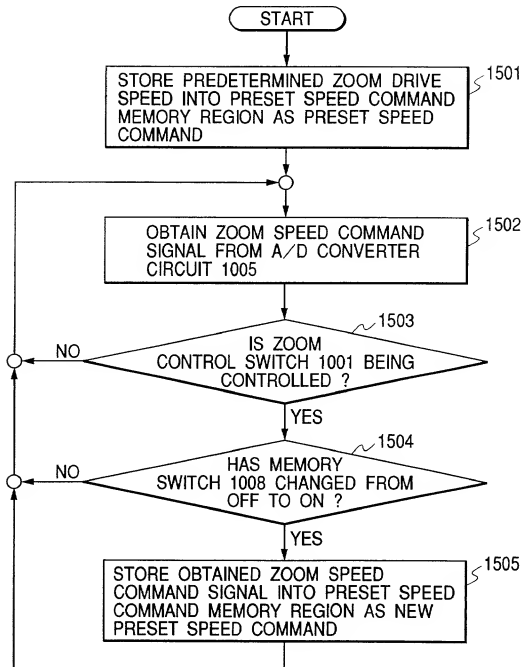 START
1501
STORE PREDETERMINED ZOOM DRIVE
SPEED INTO PRESET SPEED COMMAND
MEMORY REGION AS PRESET SPEED
COMMAND
1502
OBTAIN ZOOM SPEED COMMAND
SIGNAL FROM A/D CONVERTER
CIRCUIT 1005
1503
IS ZOOM
CONTROL SWITCH 1001 BEING
CONTROLLED ?
NO
YES
1504
HAS MEMORY
SWITCH 1008 CHANGED FROM
OFF TO ON ?
NO
YES
1505
STORE OBTAINED ZOOM SPEED
COMMAND SIGNAL INTO PRESET SPEED
COMMAND MEMORY REGION AS NEW
PRESET SPEED COMMAND